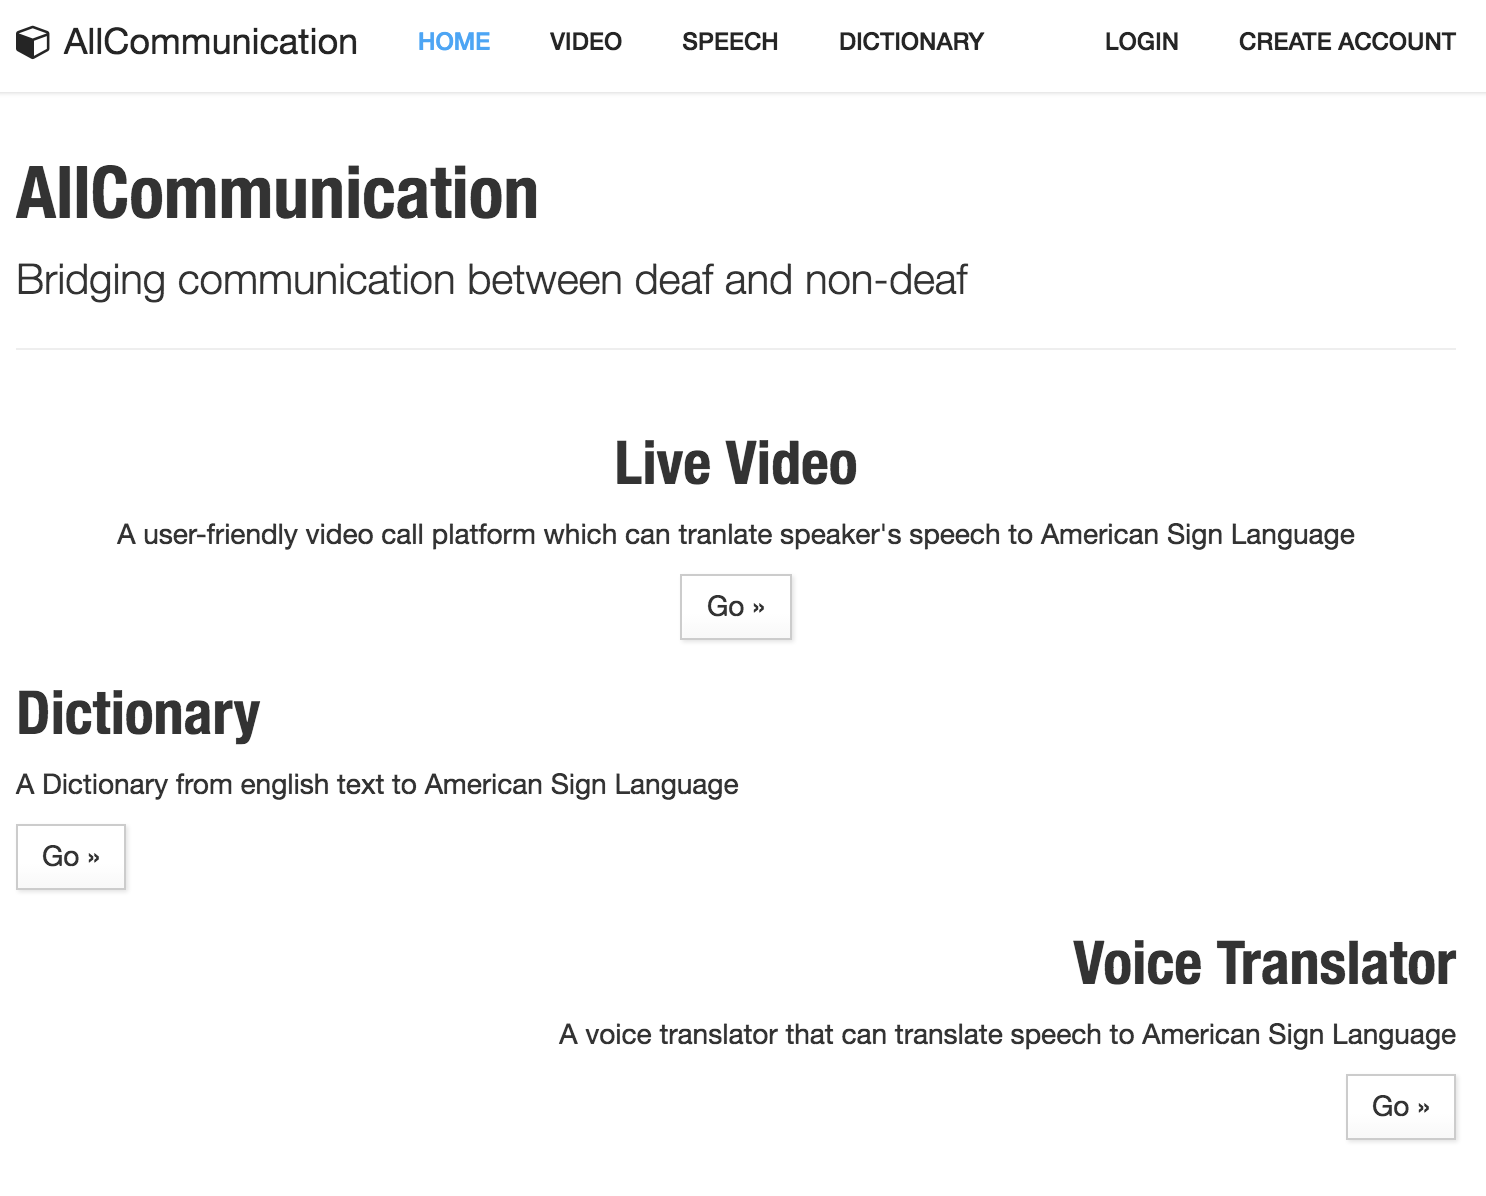 AllCommunication HOME VIDEO SPEECH DICTIONARY LOGIN CREATE ACCOUNT
AllCommunication
Bridging communication between deaf and non-deaf
Live Video
A user-friendly video call platform which can tranlate speaker's speech to American Sign Language
Go »
Dictionary
A Dictionary from english text to American Sign Language
Go »
Voice Translator
A voice translator that can translate speech to American Sign Language
Go »